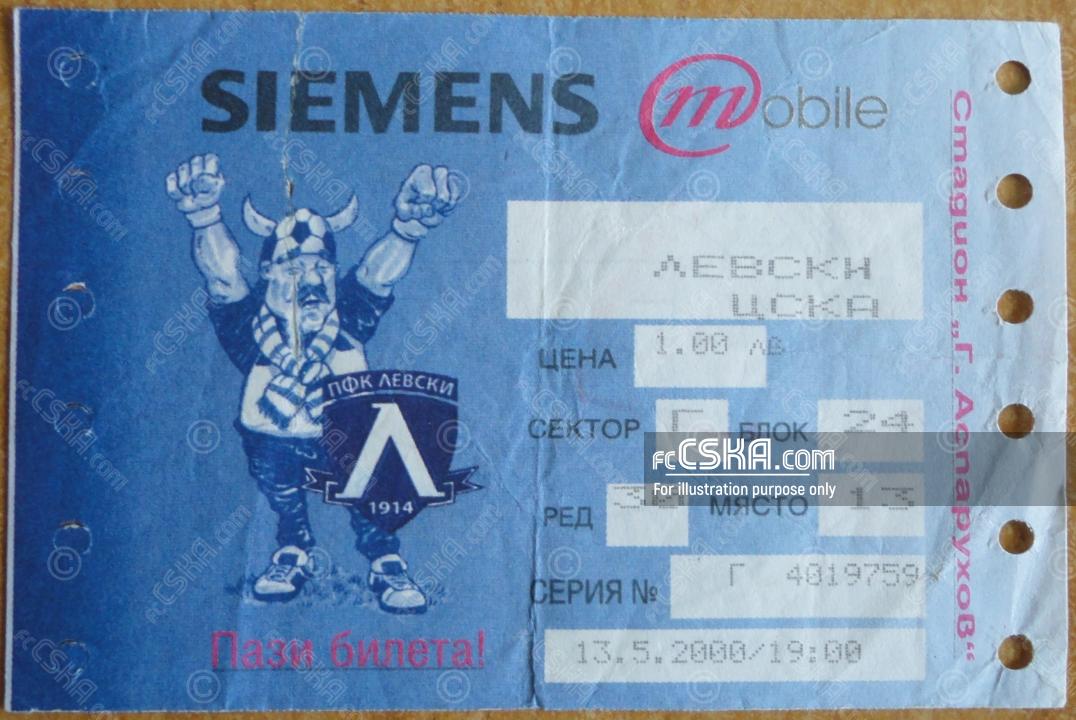 SIEMENS mobile
ЛЕВСКИ
ЦСКА
ЦЕНА 1.00 лв
СЕКТОР Г БЛОК 24
РЕД МЯСТО 13
СЕРИЯ № Г 4019759
13.5.2000/19:00
ПФК ЛЕВСКИ
Л
1914
Пази билета!
Стадион „Г. Аспарухов“
fcCSKA.com
For illustration purpose only